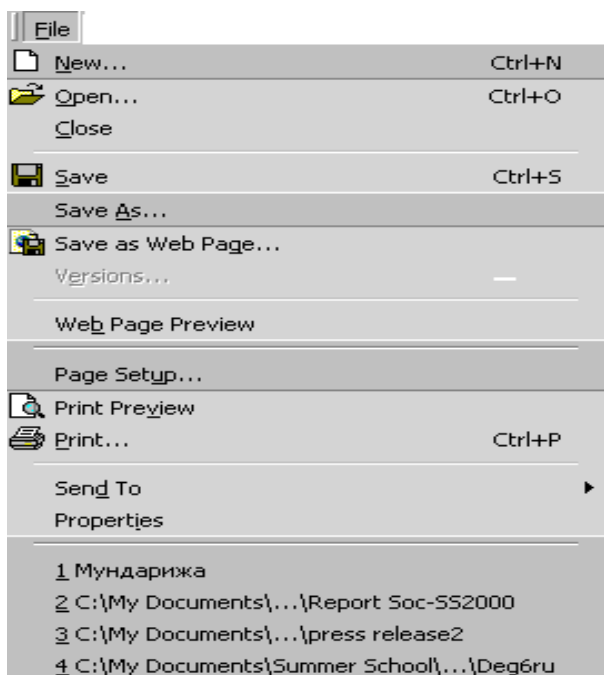 File
New... Ctrl+N
Open... Ctrl+O
Close
Save Ctrl+S
Save As...
Save as Web Page...
Versions...
Web Page Preview
Page Setup...
Print Preview
Print... Ctrl+P
Send To
Properties
1 Мундарижа
2 C:\My Documents\...\Report Soc-SS2000
3 C:\My Documents\...\press release2
4 C:\My Documents\Summer School\...\Deg6ru